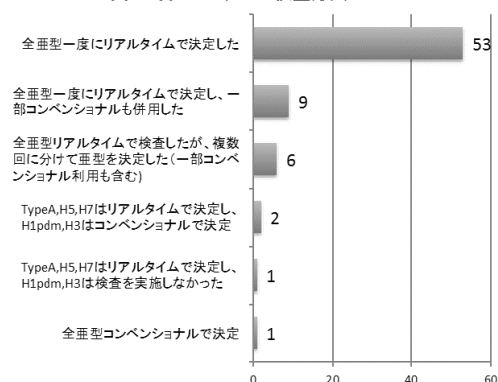 全亜型一度にリアルタイムで決定した
53
全亜型一度にリアルタイムで決定し、一
部コンベンショナルも併用した
9
全亜型リアルタイムで検査したが、複数
回に分けて亜型を決定した（一部コンベ
ンショナル利用も含む)
6
TypeA,H5,H7はリアルタイムで決定し、
H1pdm,H3はコンベンショナルで決定
2
TypeA,H5,H7はリアルタイムで決定し、
H1pdm,H3は検査を実施しなかった
1
全亜型コンベンショナルで決定
1
0 20 40 60